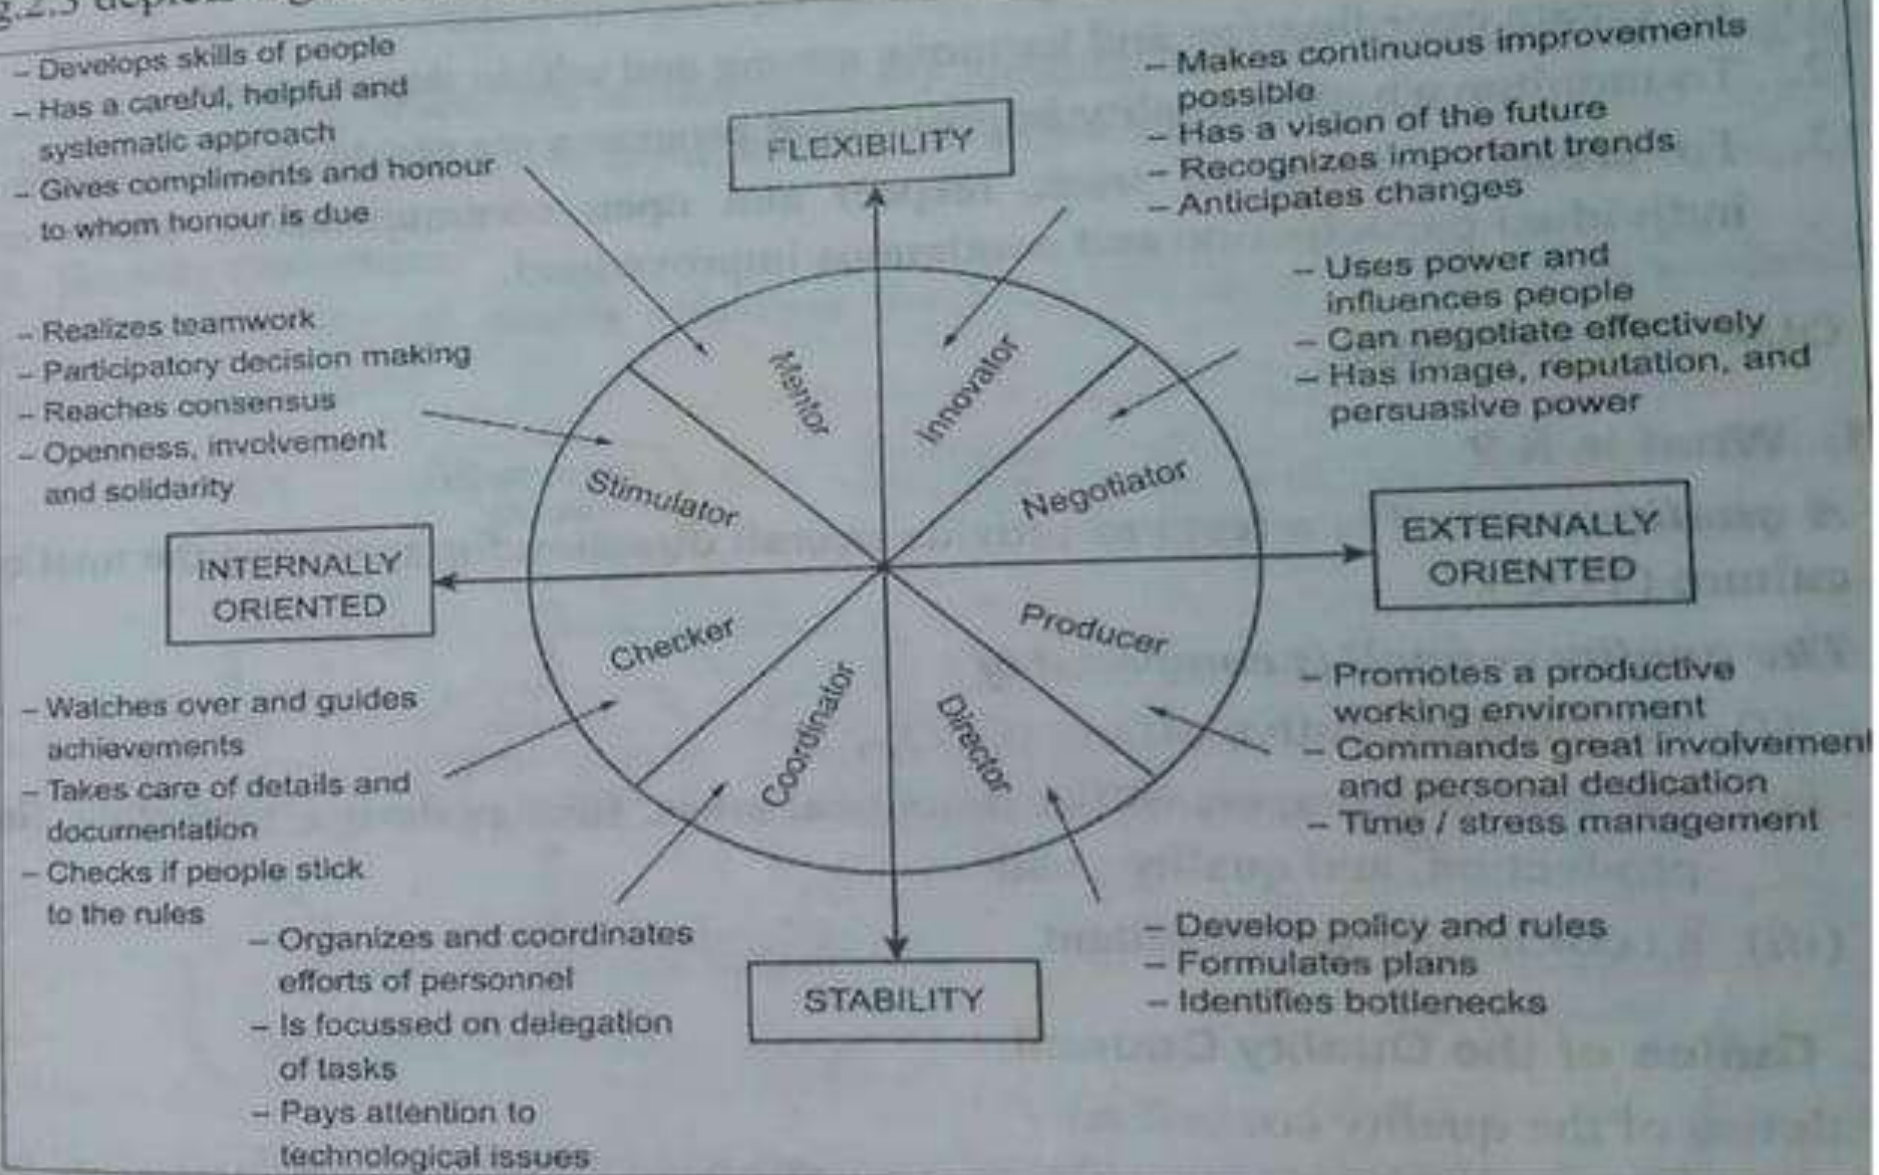 – Develops skills of people
– Has a careful, helpful and
systematic approach
– Gives compliments and honour
to whom honour is due
FLEXIBILITY
– Makes continuous improvements
possible
– Has a vision of the future
– Recognizes important trends
– Anticipates changes
– Uses power and
influences people
– Can negotiate effectively
– Has image, reputation, and
persuasive power
– Realizes teamwork
– Participatory decision making
– Reaches consensus
– Openness, involvement
and solidarity
Mentor
Innovator
Stimulator
Negotiator
INTERNALLY
ORIENTED
EXTERNALLY
ORIENTED
Checker
Producer
Coordinator
Director
– Watches over and guides
achievements
– Takes care of details and
documentation
– Checks if people stick
to the rules
– Promotes a productive
working environment
– Commands great involvement
and personal dedication
– Time / stress management
– Organizes and coordinates
efforts of personnel
– Is focussed on delegation
of tasks
– Pays attention to
technological issues
STABILITY
– Develop policy and rules
– Formulates plans
– Identifies bottlenecks